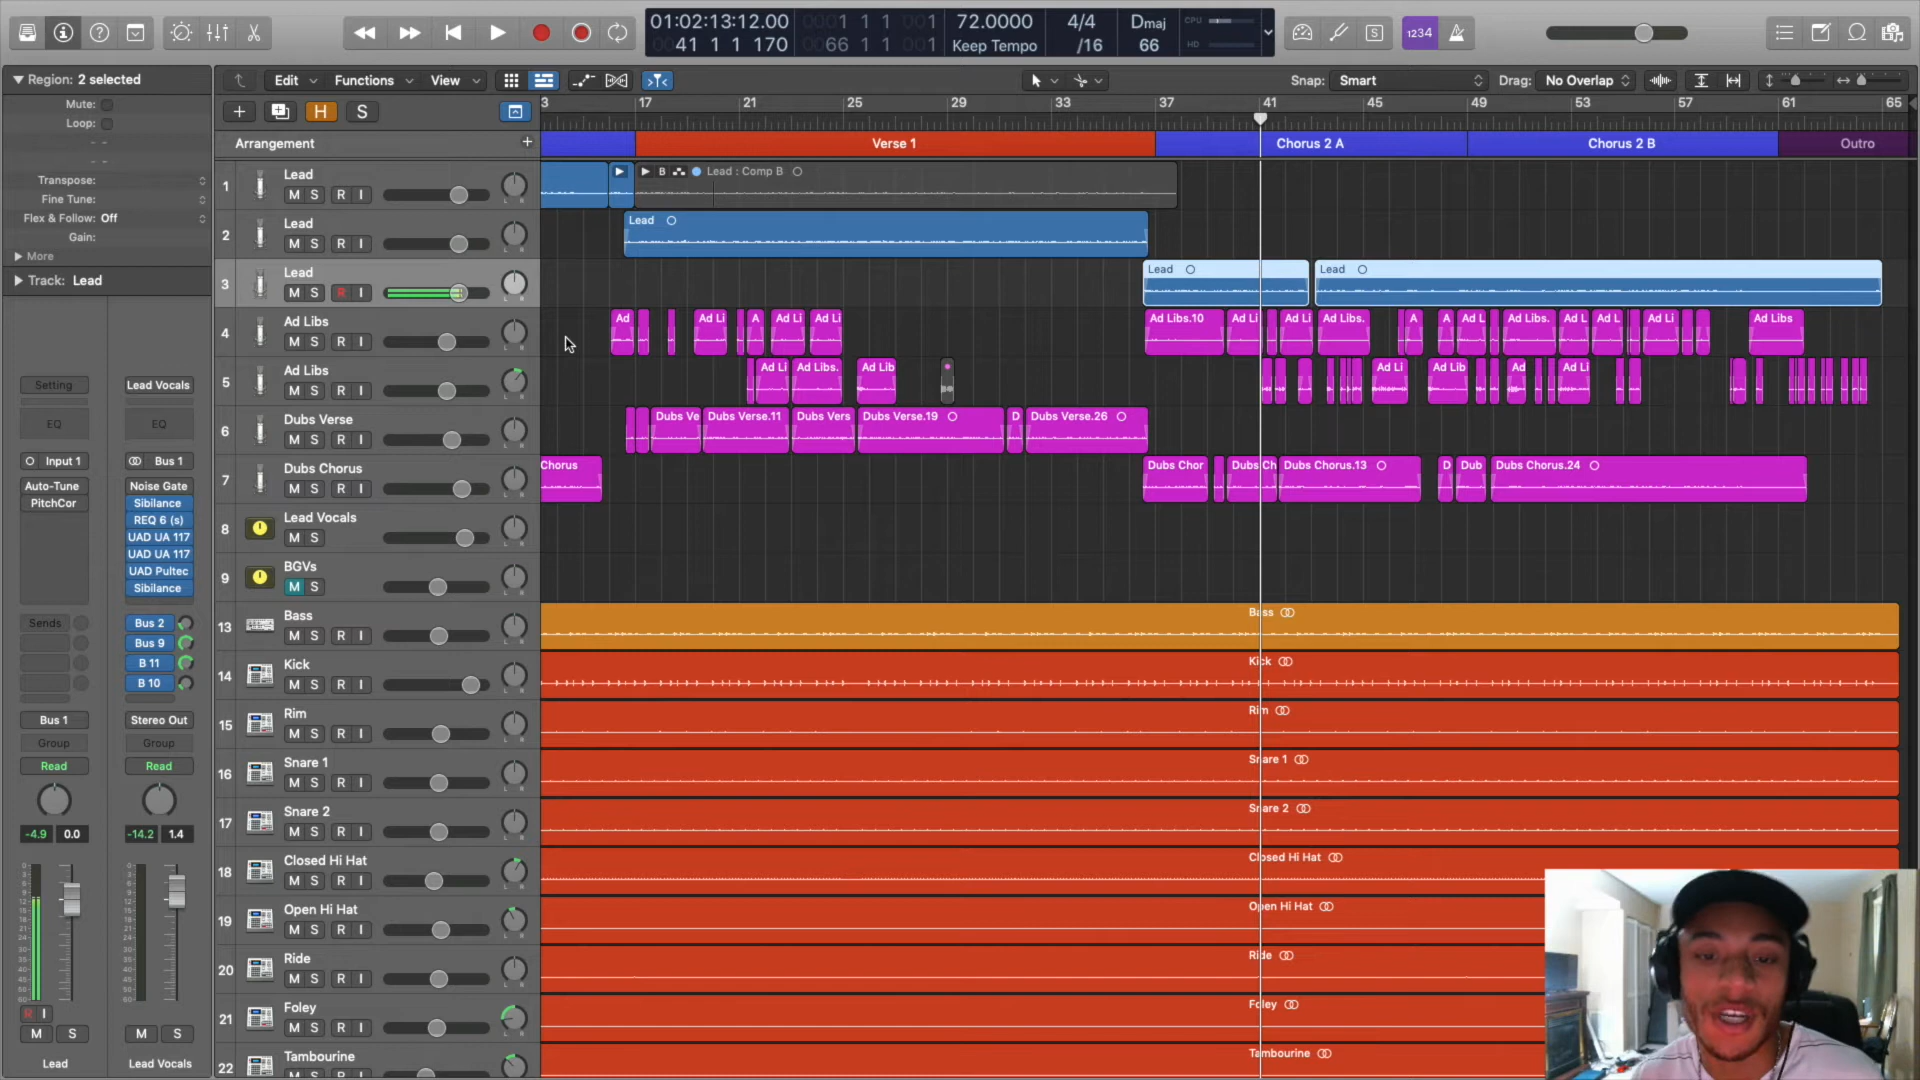 01:02:13:12.00
41 1 1 170
0001 1 1 001
0066 1 1 001
72.0000
Keep Tempo
4/4
/16
Dmaj
66
CPU
HD
1234
Region: 2 selected
Mute:
Loop:
Transpose:
Fine Tune:
Flex & Follow: Off
Gain:
More
Track: Lead
Edit Functions View
Snap: Smart
Drag: No Overlap
H S
17 21 25 29 33 37 41 45 49 53 57 61 65
Arrangement
Verse 1
Chorus 2 A
Chorus 2 B
Outro
1 Lead
M S R I
B Lead : Comp B
2 Lead
M S R I
Lead
3 Lead
M S R I
Lead
Lead
4 Ad Libs
M S R I
Ad Ad Li A Ad Li Ad Li Ad Libs.10 Ad Li Ad Li Ad Libs. A A Ad L Ad Libs. Ad L Ad L Ad Li Ad Libs
5 Ad Libs
M S R I
Ad Li Ad Libs. Ad Lib Ad Li Ad Lib Ad Ad Li
6 Dubs Verse
M S R I
Dubs Ve Dubs Verse.11 Dubs Vers Dubs Verse.19 D Dubs Verse.26
7 Dubs Chorus
M S R I
Chorus Dubs Chor Dubs Ch Dubs Chorus.13 D Dub Dubs Chorus.24
8 Lead Vocals
M S
9 BGVs
M S
13 Bass
M S R I
Bass
14 Kick
M S R I
Kick
15 Rim
M S R I
Rim
16 Snare 1
M S R I
Snare 1
17 Snare 2
M S R I
Snare 2
18 Closed Hi Hat
M S R I
Closed Hi Hat
19 Open Hi Hat
M S R I
Open Hi Hat
20 Ride
M S R I
Ride
21 Foley
M S R I
Foley
22 Tambourine
M S R I
Tambourine
Setting Lead Vocals
EQ EQ
Input 1 Bus 1
Auto-Tune Noise Gate
PitchCor Sibilance
REQ 6 (s)
UAD UA 117
UAD UA 117
UAD Pultec
Sibilance
Sends Bus 2
Bus 9
B 11
B 10
Bus 1 Stereo Out
Group Group
Read Read
-4.9 0.0 -14.2 1.4
R I
M S M S
Lead Lead Vocals